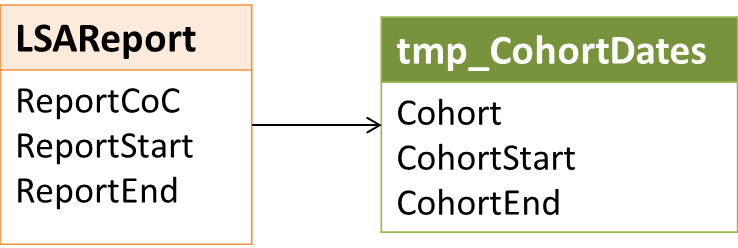 LSAReport
ReportCoC
ReportStart
ReportEnd
tmp_CohortDates
Cohort
CohortStart
CohortEnd